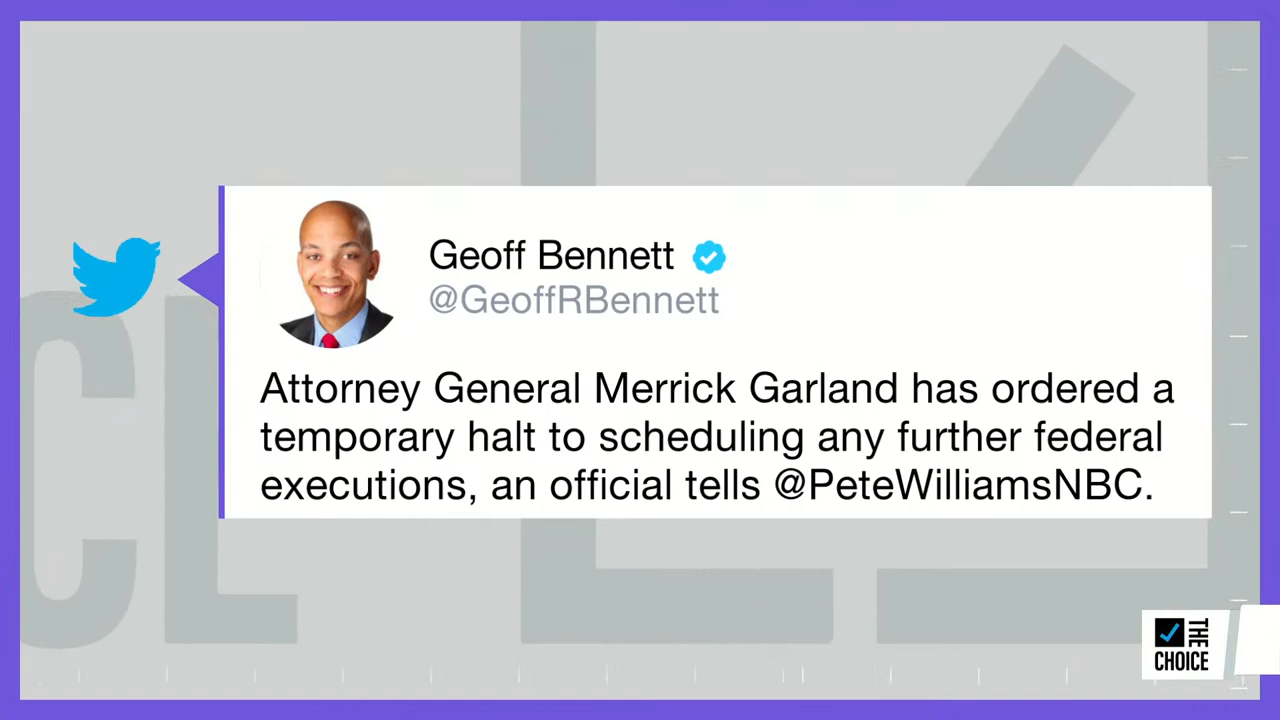 Geoff Bennett
@GeoffRBennett
Attorney General Merrick Garland has ordered a
temporary halt to scheduling any further federal
executions, an official tells @PeteWilliamsNBC.
CL
THE
CHOICE